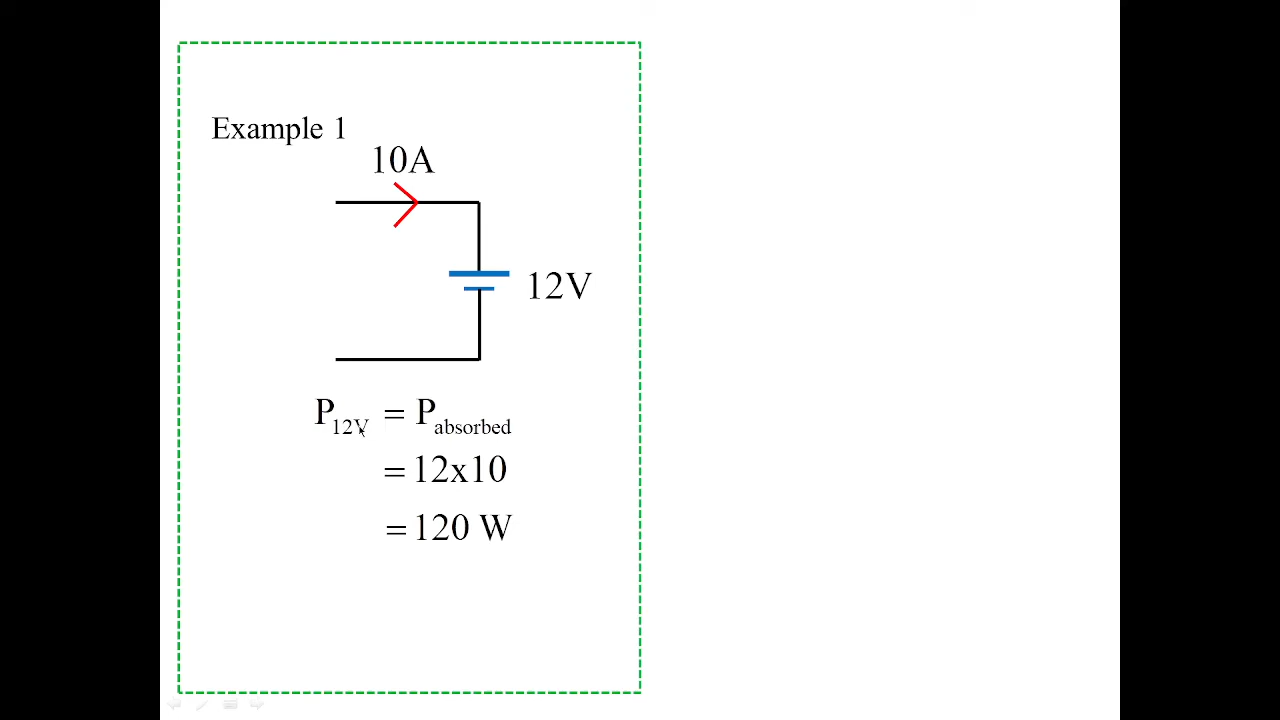 Example 1
10A
12V
P12V = Pabsorbed
= 12x10
= 120 W